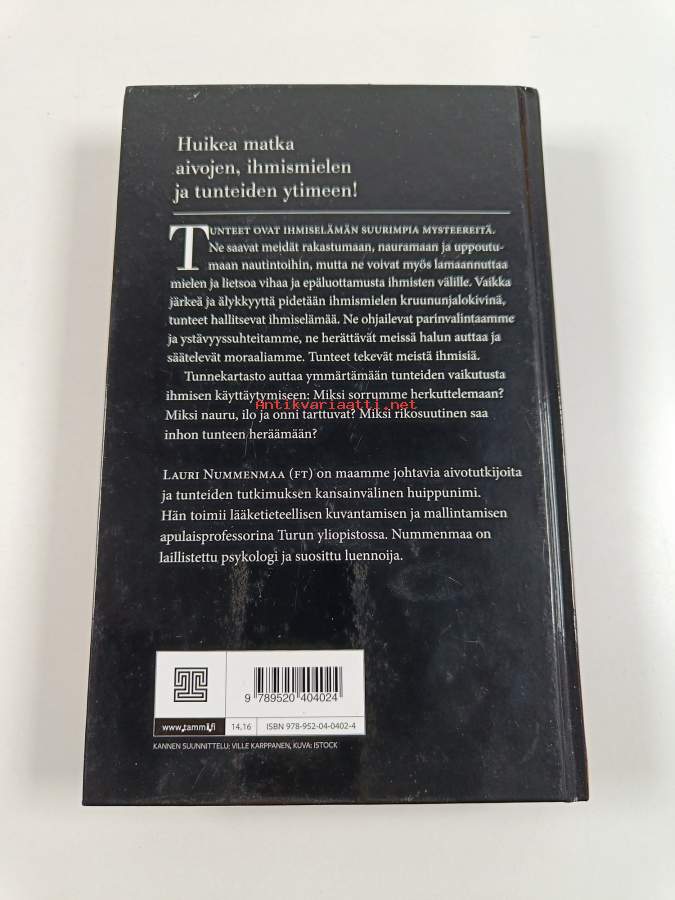 Huikea matka
aivojen, ihmismielen
ja tunteiden ytimeen!
TUNTEET OVAT IHMISELÄMÄN SUURIMPIA MYSTEEREITÄ.
Ne saavat meidät rakastumaan, nauramaan ja uppoutu-
maan nautintoihin, mutta ne voivat myös lamaannuttaa
mielen ja lietsoa vihaa ja epäluottamusta ihmisten välille. Vaikka
järkeä ja älykkyyttä pidetään ihmismielen kruununjalokivinä,
tunteet hallitsevat ihmiselämää. Ne ohjailevat parinvalintaamme
ja ystävyyssuhteitamme, ne herättävät meissä halun auttaa ja
säätelevät moraaliamme. Tunteet tekevät meistä ihmisiä.
Tunnekartasto auttaa ymmärtämään tunteiden vaikutusta
ihmisen käyttäytymiseen: Miksi sorrumme herkuttelemaan?
Antikvariaatti.net
Miksi nauru, ilo ja onni tarttuvat? Miksi rikosuutinen saa
inhon tunteen heräämään?
LAURI NUMMENMAA (FT) on maamme johtavia aivotutkijoita
ja tunteiden tutkimuksen kansainvälinen huippunimi.
Hän toimii lääketieteellisen kuvantamisen ja mallintamisen
apulaisprofessorina Turun yliopistossa. Nummenmaa on
laillistettu psykologi ja suosittu luennoija.
9 789520 404024
www.tammi.fi 14.16 ISBN 978-952-04-0402-4
KANNEN SUUNNITTELU: VILLE KARPPANEN, KUVA: ISTOCK